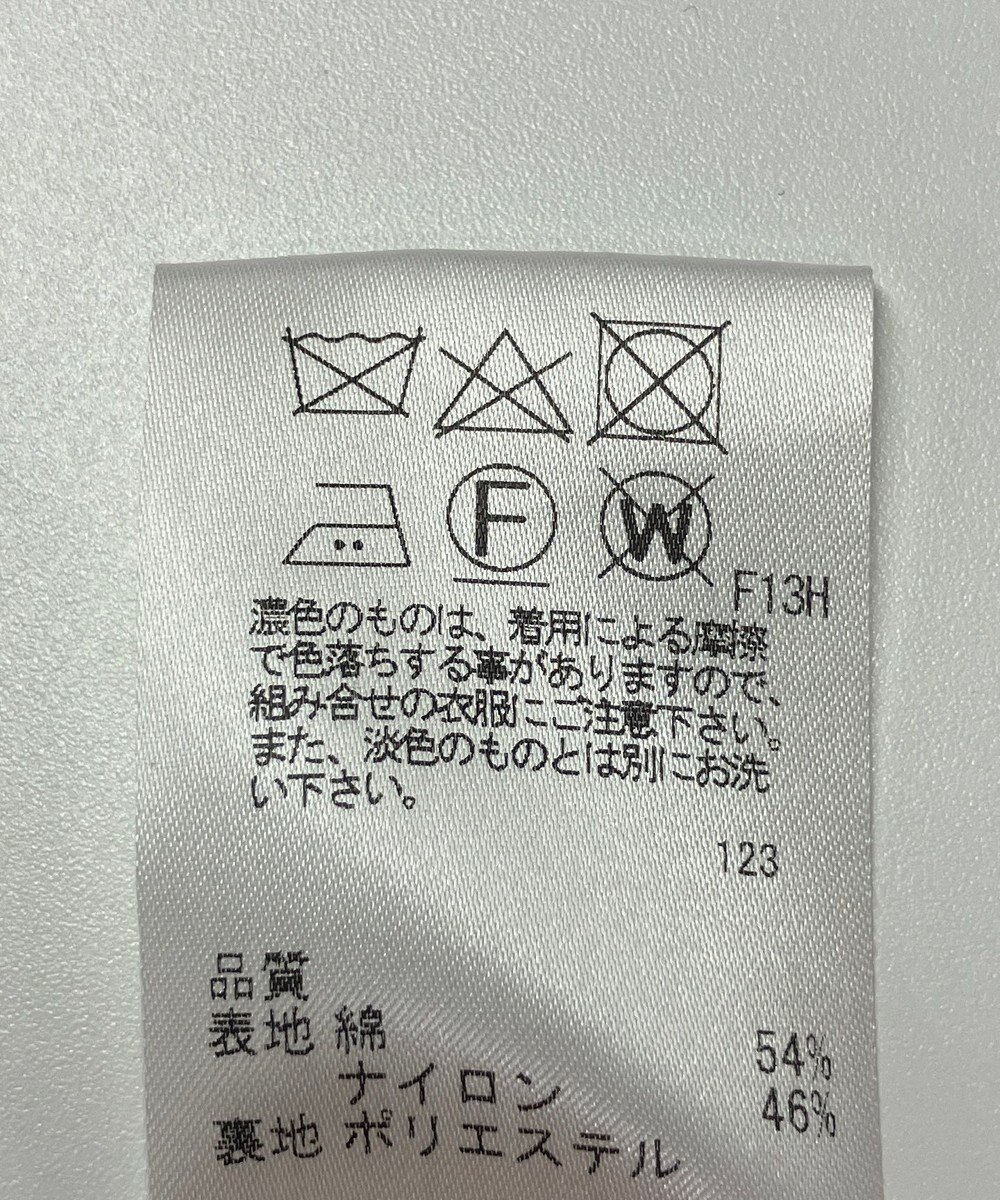 F
W
F13H
濃色のものは、着用による摩擦
で色落ちする事がありますので、
組み合せの衣服にご注意下さい。
また、淡色のものとは別にお洗
い下さい。
123
品質
表地 綿 54%
ナイロン 46%
裏地 ポリエステル